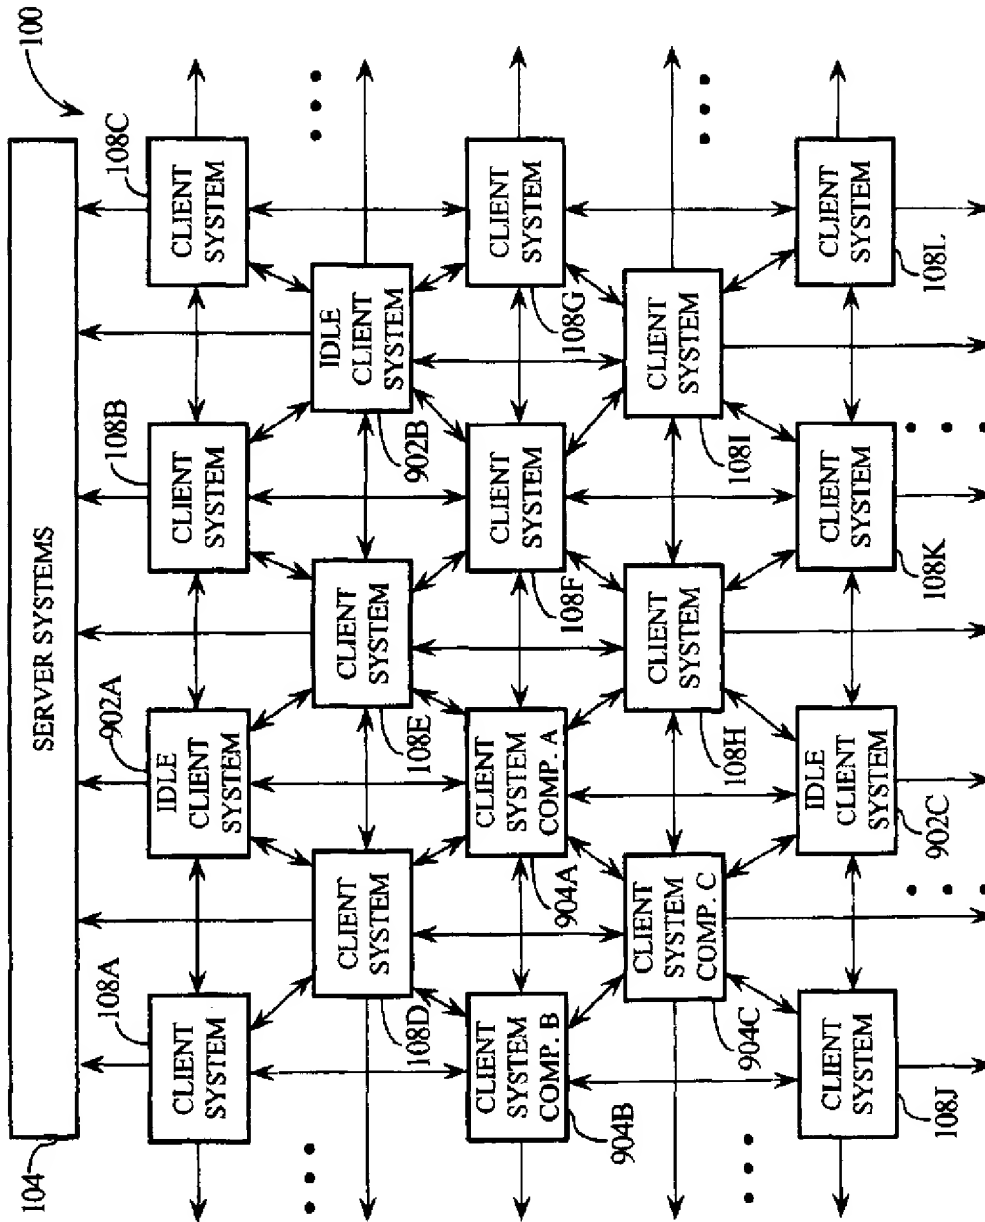 100
104
SERVER SYSTEMS
108A
902A
108B
108C
CLIENT
SYSTEM
IDLE
CLIENT
SYSTEM
CLIENT
SYSTEM
CLIENT
SYSTEM
CLIENT
SYSTEM
108D
CLIENT
SYSTEM
108E
IDLE
CLIENT
SYSTEM
902B
CLIENT
SYSTEM
COMP. B
904B
CLIENT
SYSTEM
COMP. A
904A
CLIENT
SYSTEM
108F
CLIENT
SYSTEM
108G
CLIENT
SYSTEM
COMP. C
904C
CLIENT
SYSTEM
108H
CLIENT
SYSTEM
108I
CLIENT
SYSTEM
108J
IDLE
CLIENT
SYSTEM
902C
CLIENT
SYSTEM
108K
CLIENT
SYSTEM
108L